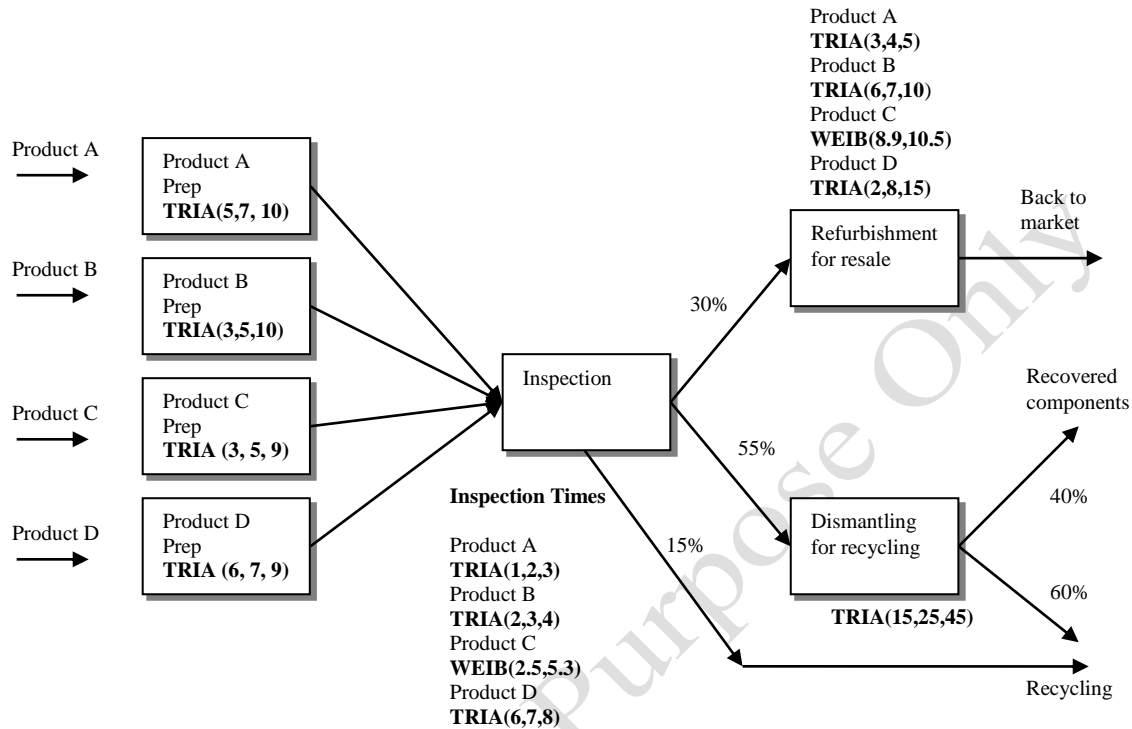 Product A
TRIA(3,4,5)
Product B
TRIA(6,7,10)
Product C
WEIB(8.9,10.5)
Product D
TRIA(2,8,15)
Product A
Product A
Prep
TRIA(5,7, 10)
Product B
Product B
Prep
TRIA(3,5,10)
Product C
Product C
Prep
TRIA (3, 5, 9)
Product D
Product D
Prep
TRIA (6, 7, 9)
Inspection
Inspection Times
Product A
TRIA(1,2,3)
Product B
TRIA(2,3,4)
Product C
WEIB(2.5,5.3)
Product D
TRIA(6,7,8)
30%
55%
15%
Refurbishment
for resale
Back to
market
Dismantling
for recycling
TRIA(15,25,45)
Recovered
components
40%
60%
Recycling
Purpose Only